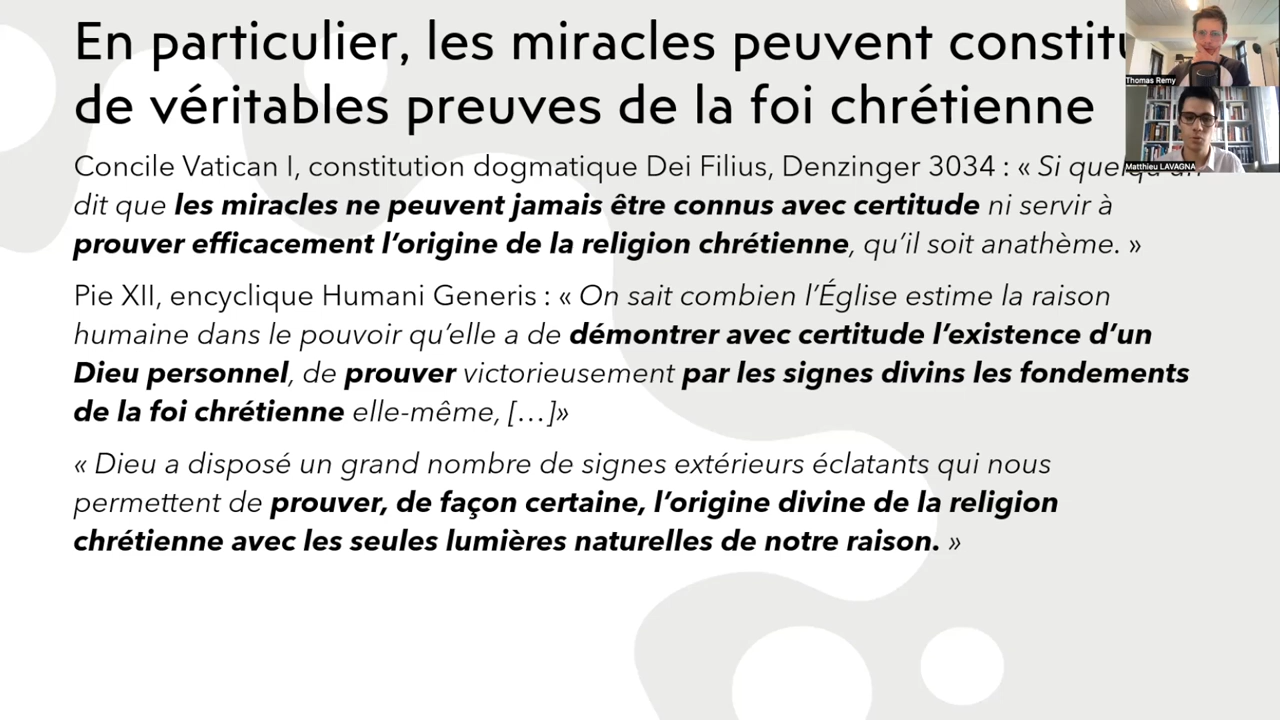 En particulier, les miracles peuvent
de véritables preuves de la foi chrétienne
Concile Vatican I, constitution dogmatique Dei Filius, Denzinger 3034 : « Si
dit que les miracles ne peuvent jamais être connus avec certitude ni servir à
prouver efficacement l’origine de la religion chrétienne, qu’il soit anathème. »
Pie XII, encyclique Humani Generis : « On sait combien l’Église estime la raison
humaine dans le pouvoir qu’elle a de démontrer avec certitude l’existence d’un
Dieu personnel, de prouver victorieusement par les signes divins les fondements
de la foi chrétienne elle-même, […]»
« Dieu a disposé un grand nombre de signes extérieurs éclatants qui nous
permettent de prouver, de façon certaine, l’origine divine de la religion
chrétienne avec les seules lumières naturelles de notre raison. »
Thomas Remy
Matthieu LAVAGNA